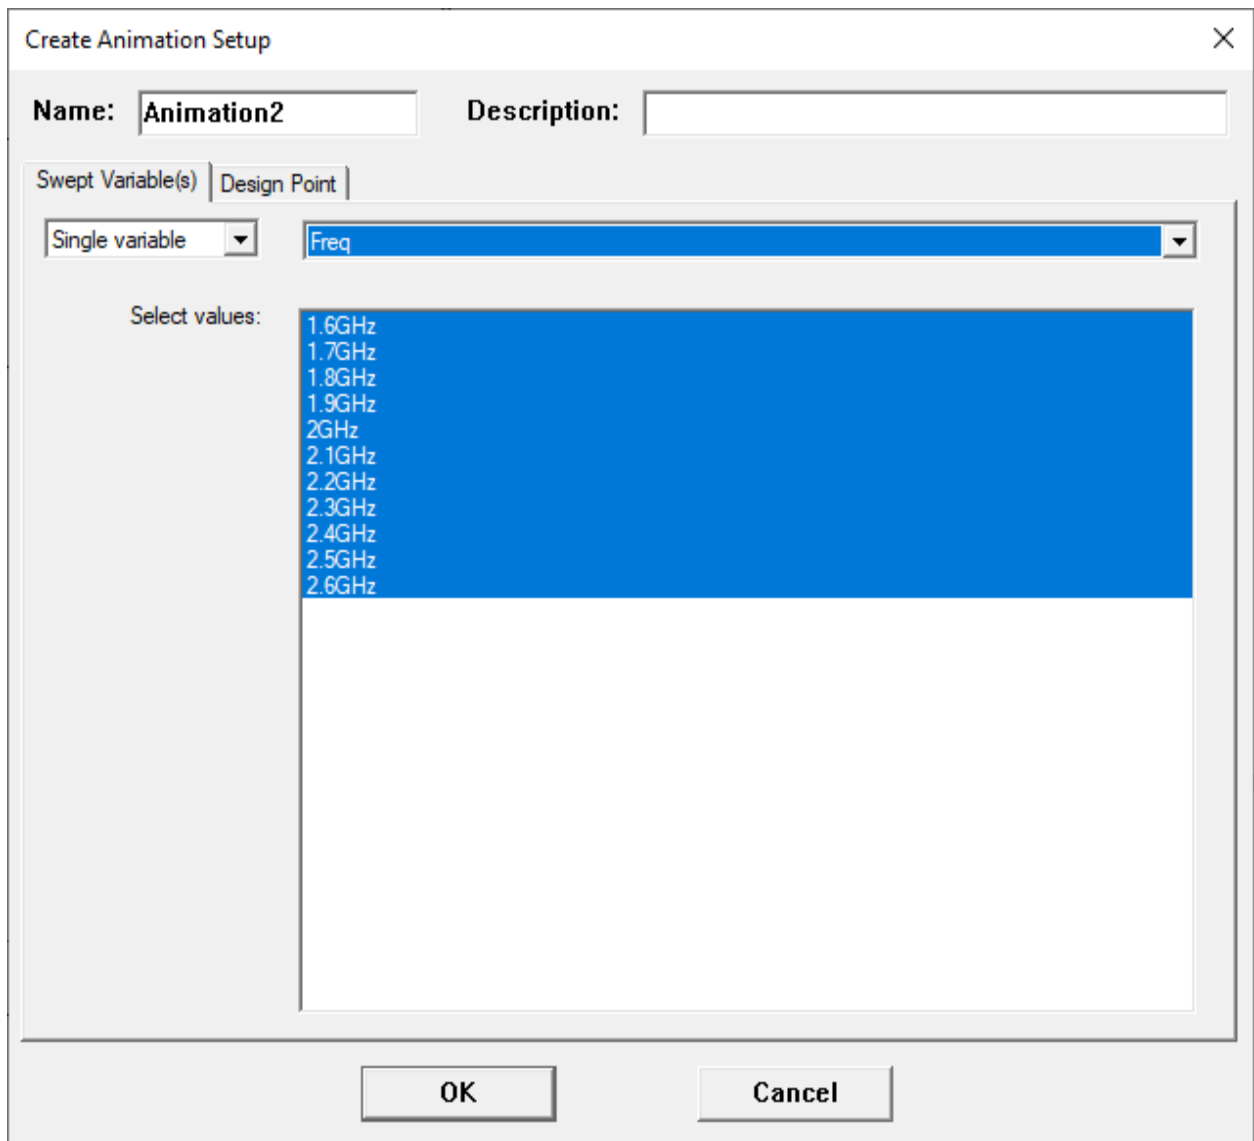 Create Animation Setup
Name: Animation2 Description:
Swept Variable(s) Design Point
Single variable Freq
Select values:
1.6GHz
1.7GHz
1.8GHz
1.9GHz
2GHz
2.1GHz
2.2GHz
2.3GHz
2.4GHz
2.5GHz
2.6GHz
OK Cancel